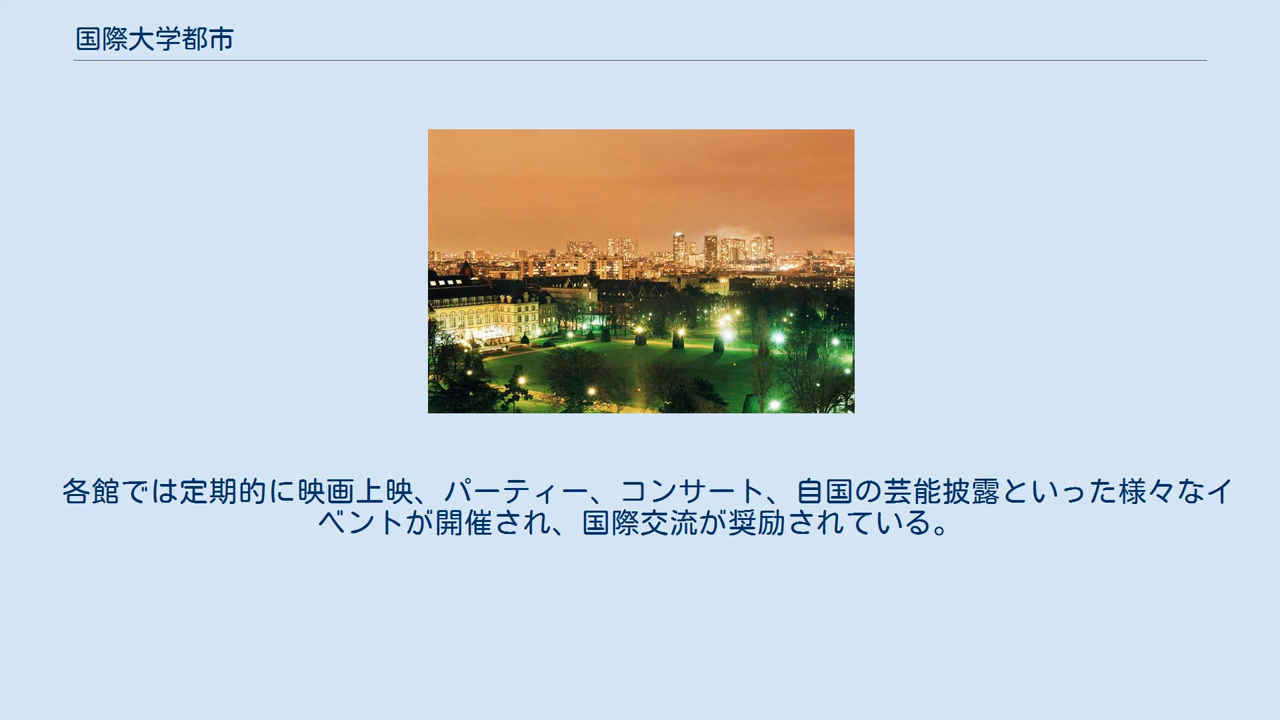 国際大学都市
各館では定期的に映画上映、パーティー、コンサート、自国の芸能披露といった様々なイ
ベントが開催され、国際交流が奨励されている。